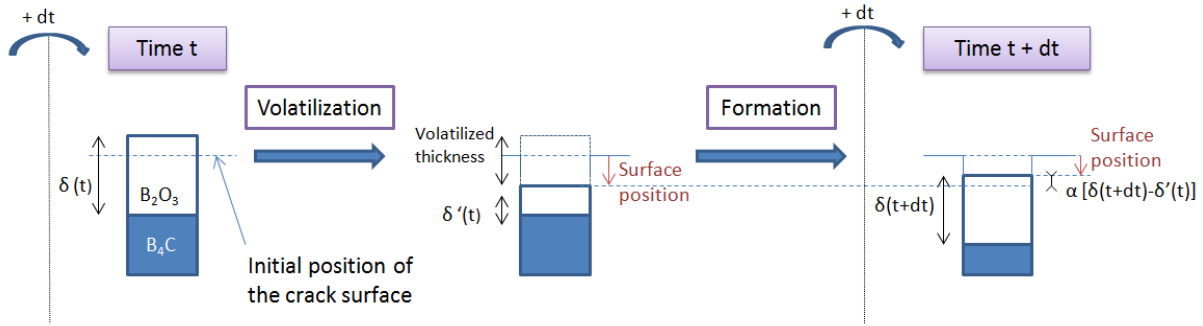 + dt
Time t
Volatilization
Formation
+ dt
Time t + dt
δ (t)
B₂O₃
B₄C
Initial position of
the crack surface
Volatilized
thickness
Surface
position
δ ‘(t)
Surface
position
δ(t+dt)
α [δ(t+dt)-δ’(t)]